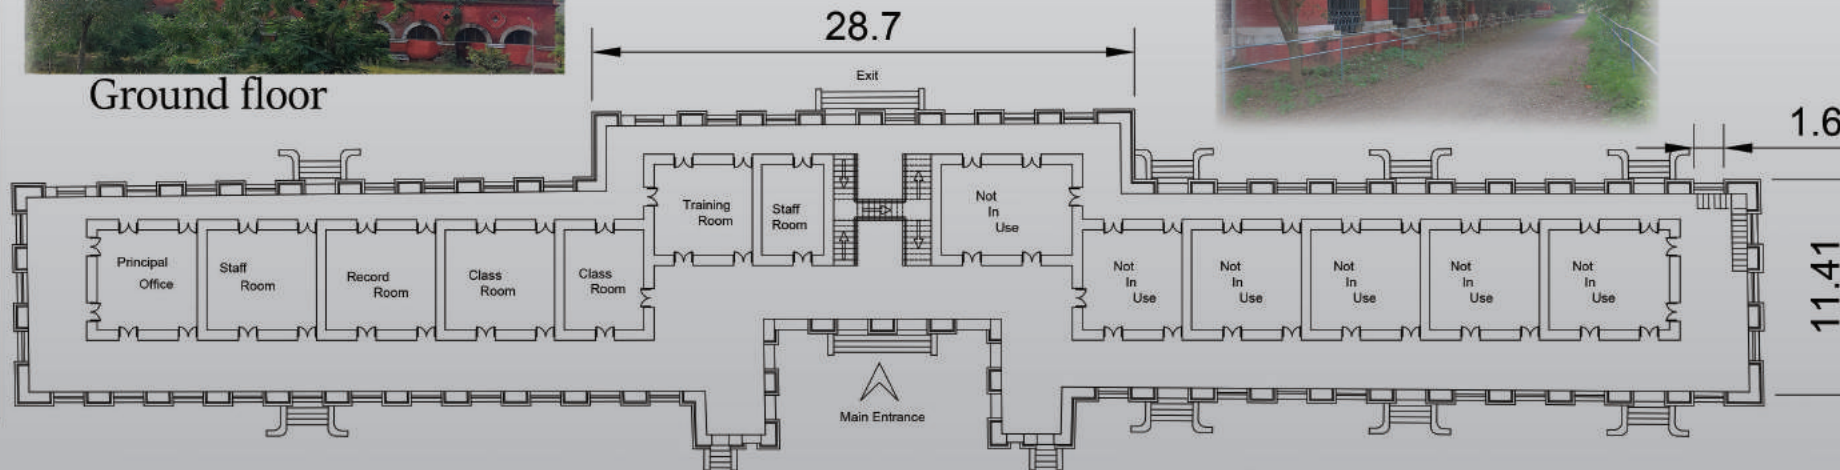 28.7
Exit
Ground floor
1.6
Training
Room
Staff
Room
Not
In
Use
Principal
Office
Staff
Room
Record
Room
Class
Room
Class
Room
Not
In
Use
Not
In
Use
Not
In
Use
Not
In
Use
Not
In
Use
11.41
Main Entrance